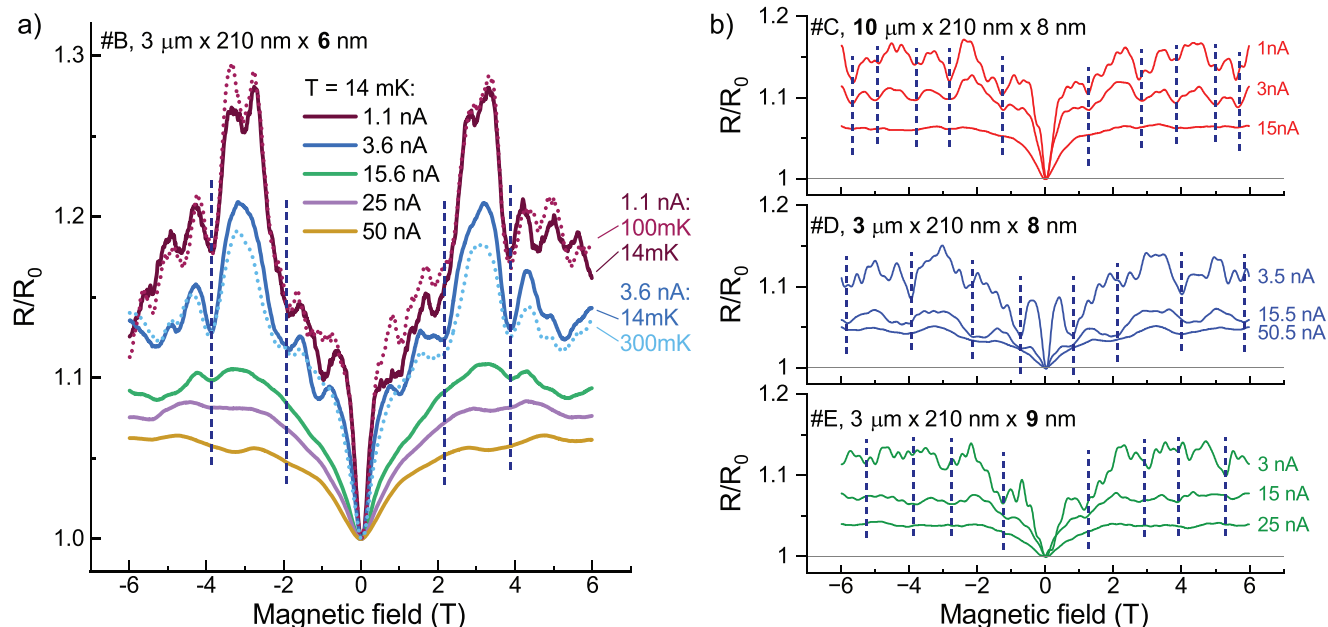 a)
#B, 3 μm x 210 nm x 6 nm
T = 14 mK:
1.1 nA
3.6 nA
15.6 nA
25 nA
50 nA
1.1 nA:
100mK
14mK
3.6 nA:
14mK
300mK
R/R0
1.3
1.2
1.1
1.0
-6 -4 -2 0 2 4 6
Magnetic field (T)
b)
#C, 10 μm x 210 nm x 8 nm
1nA
3nA
15nA
R/R0
1.2
1.1
1
#D, 3 μm x 210 nm x 8 nm
3.5 nA
15.5 nA
50.5 nA
R/R0
1.2
1.1
1
#E, 3 μm x 210 nm x 9 nm
3 nA
15 nA
25 nA
R/R0
1.2
1.1
1
−6 -4 -2 0 2 4 6
Magnetic field (T)